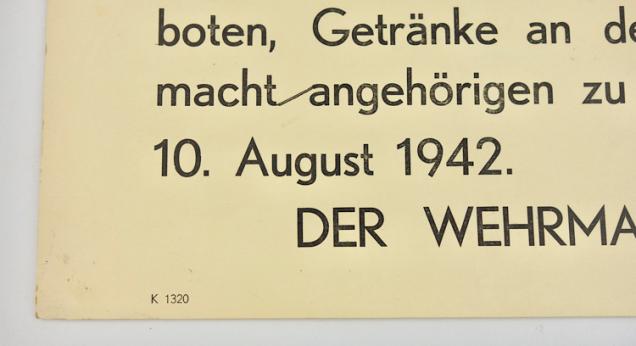 boten, Getränke an de
macht-angehörigen zu
10. August 1942.
DER WEHRMA
K 1320